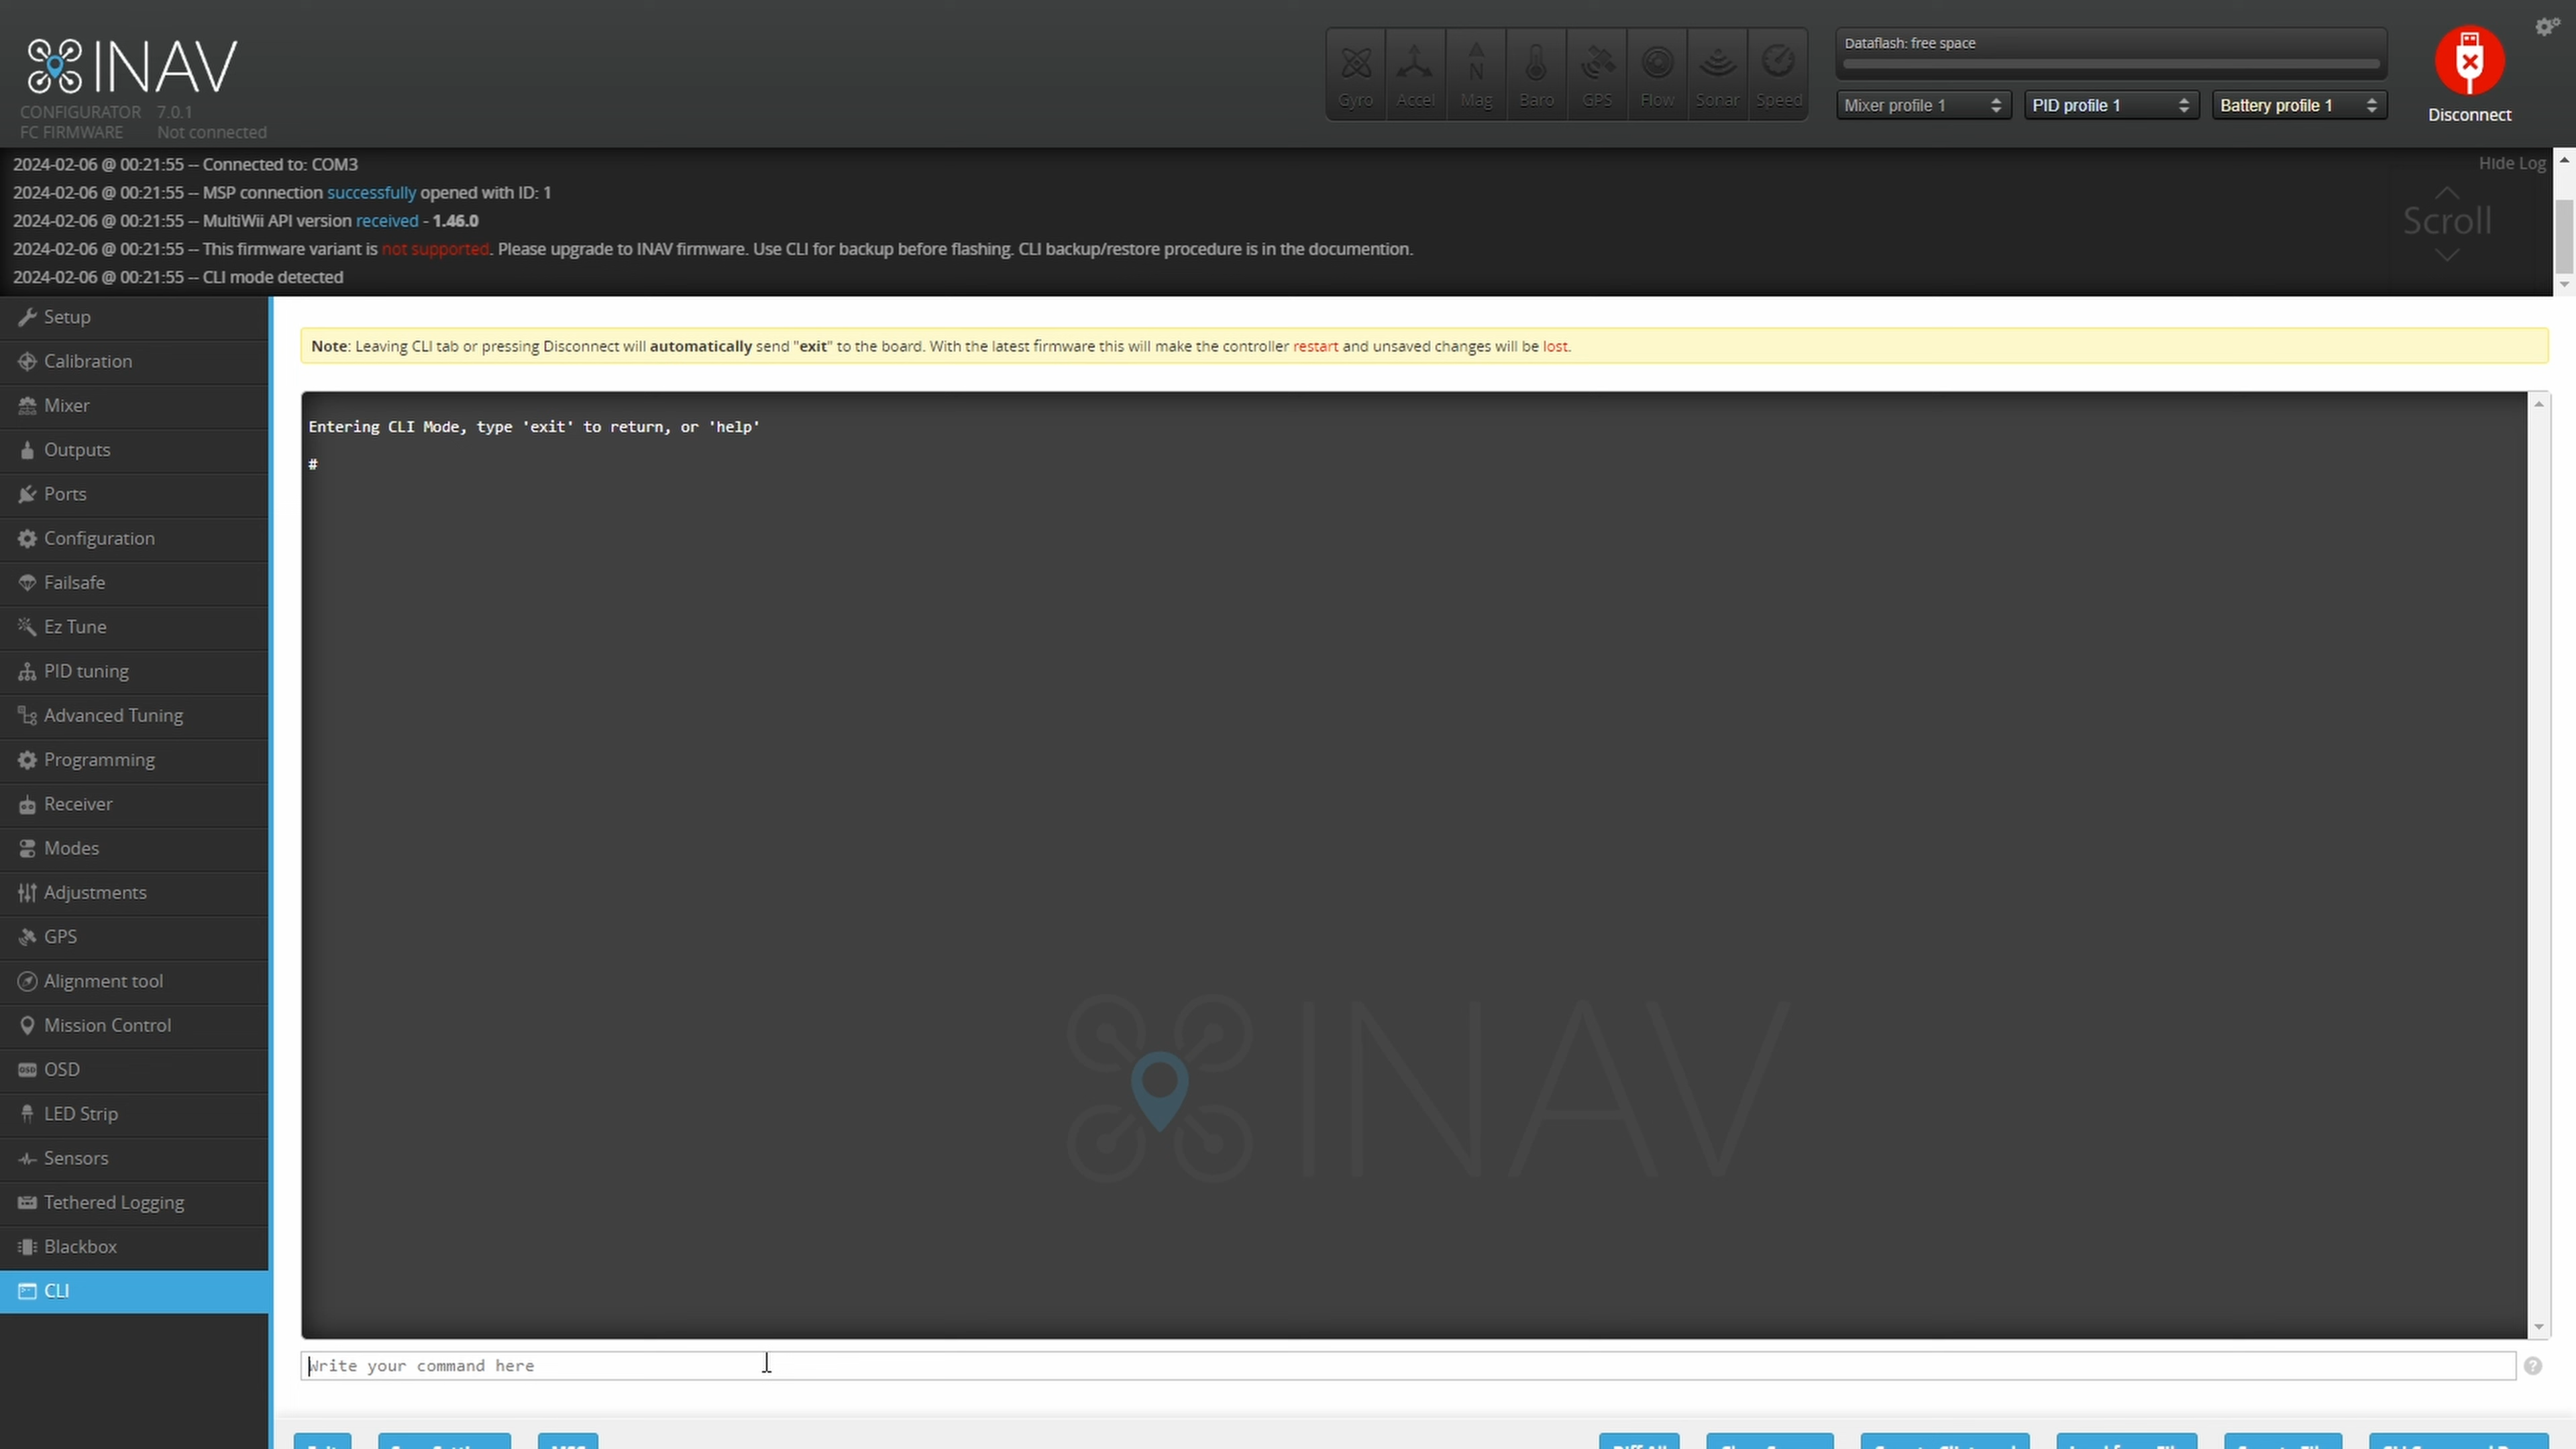 INAV
CONFIGURATOR 7.0.1
FC FIRMWARE Not connected
Gyro Accel Mag Baro GPS Flow Sonar Speed
N
Dataflash: free space
Mixer profile 1 PID profile 1 Battery profile 1
Disconnect
2024-02-06 @ 00:21:55 -- Connected to: COM3
2024-02-06 @ 00:21:55 -- MSP connection successfully opened with ID: 1
2024-02-06 @ 00:21:55 -- MultiWii API version received - 1.46.0
2024-02-06 @ 00:21:55 -- This firmware variant is not supported. Please upgrade to INAV firmware. Use CLI for backup before flashing. CLI backup/restore procedure is in the documention.
2024-02-06 @ 00:21:55 -- CLI mode detected
Hide Log
Scroll
Setup
Calibration
Mixer
Outputs
Ports
Configuration
Failsafe
Ez Tune
PID tuning
Advanced Tuning
Programming
Receiver
Modes
Adjustments
GPS
Alignment tool
Mission Control
OSD
LED Strip
Sensors
Tethered Logging
Blackbox
CLI
Note: Leaving CLI tab or pressing Disconnect will automatically send "exit" to the board. With the latest firmware this will make the controller restart and unsaved changes will be lost.
Entering CLI Mode, type 'exit' to return, or 'help'
#
INAV
Write your command here